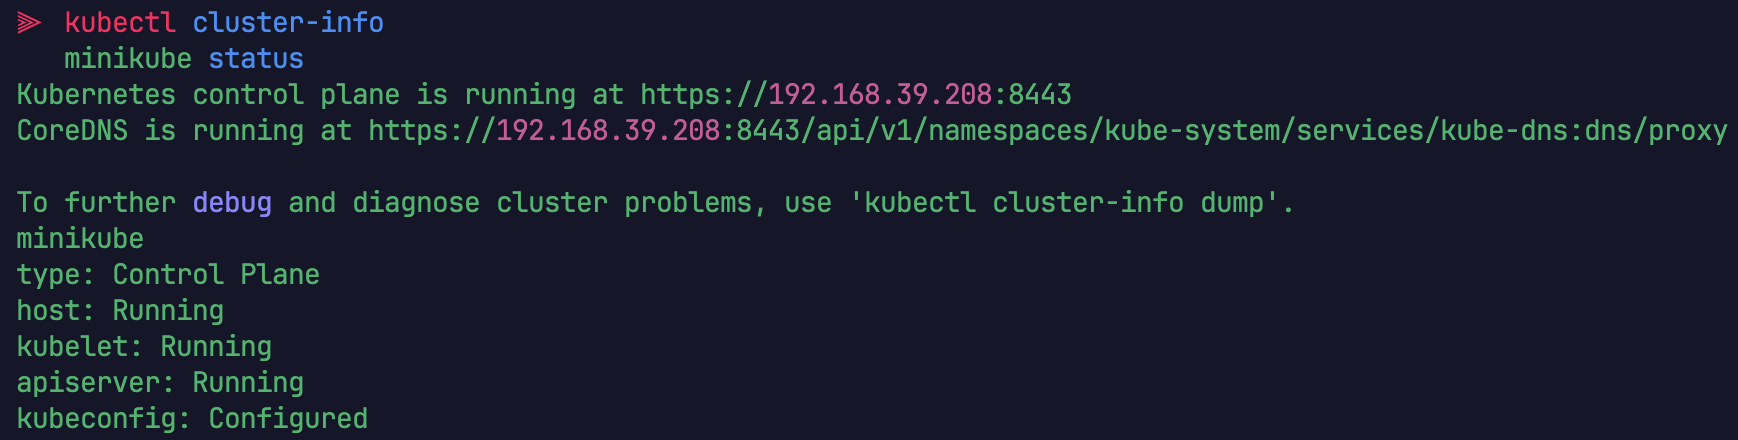 kubectl cluster-info
minikube status
Kubernetes control plane is running at https://192.168.39.208:8443
CoreDNS is running at https://192.168.39.208:8443/api/v1/namespaces/kube-system/services/kube-dns:dns/proxy
To further debug and diagnose cluster problems, use 'kubectl cluster-info dump'.
minikube
type: Control Plane
host: Running
kubelet: Running
apiserver: Running
kubeconfig: Configured